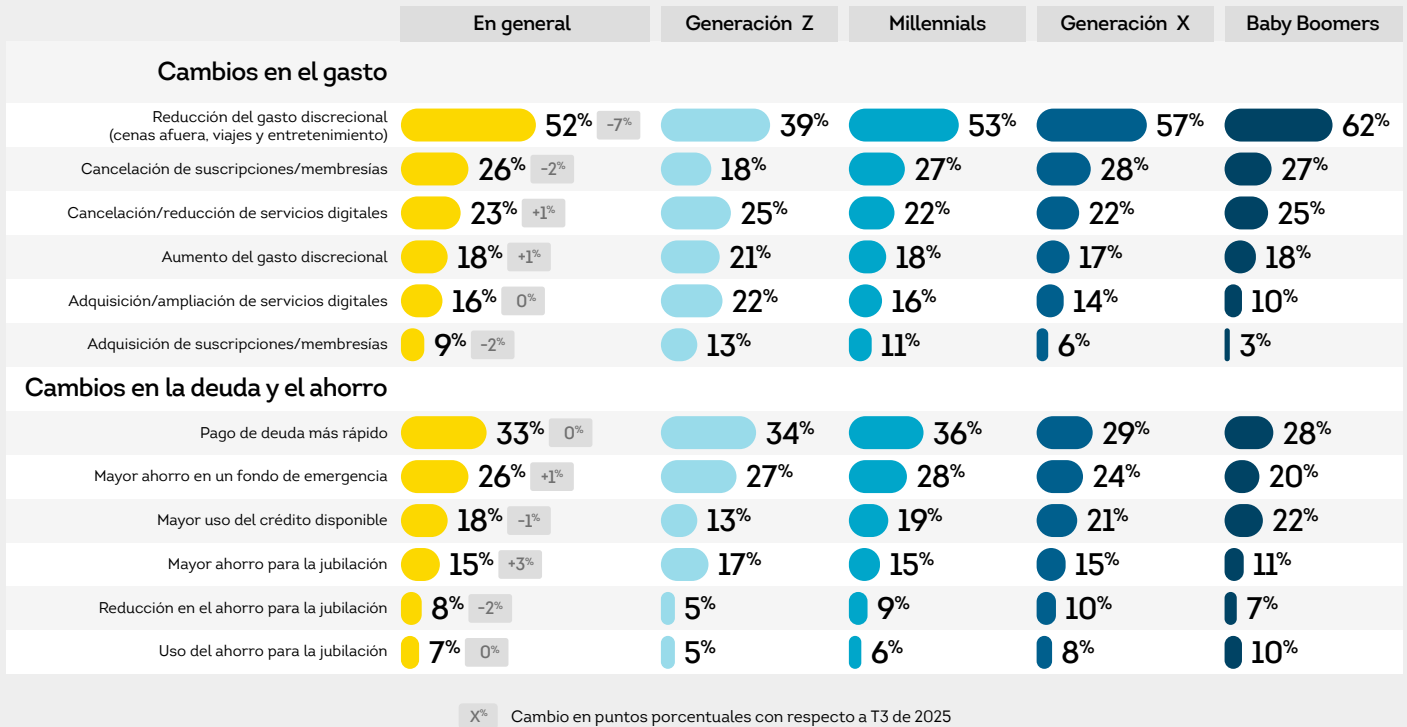 En general Generación Z Millennials Generación X Baby Boomers
Cambios en el gasto
Reducción del gasto discrecional
(cenas afuera, viajes y entretenimiento) 52% -7% 39% 53% 57% 62%
Cancelación de suscripciones/membresías 26% -2% 18% 27% 28% 27%
Cancelación/reducción de servicios digitales 23% +1% 25% 22% 22% 25%
Aumento del gasto discrecional 18% +1% 21% 18% 17% 18%
Adquisición/ampliación de servicios digitales 16% 0% 22% 16% 14% 10%
Adquisición de suscripciones/membresías 9% -2% 13% 11% 6% 3%
Cambios en la deuda y el ahorro
Pago de deuda más rápido 33% 0% 34% 36% 29% 28%
Mayor ahorro en un fondo de emergencia 26% +1% 27% 28% 24% 20%
Mayor uso del crédito disponible 18% -1% 13% 19% 21% 22%
Mayor ahorro para la jubilación 15% +3% 17% 15% 15% 11%
Reducción en el ahorro para la jubilación 8% -2% 5% 9% 10% 7%
Uso del ahorro para la jubilación 7% 0% 5% 6% 8% 10%
X% Cambio en puntos porcentuales con respecto a T3 de 2025